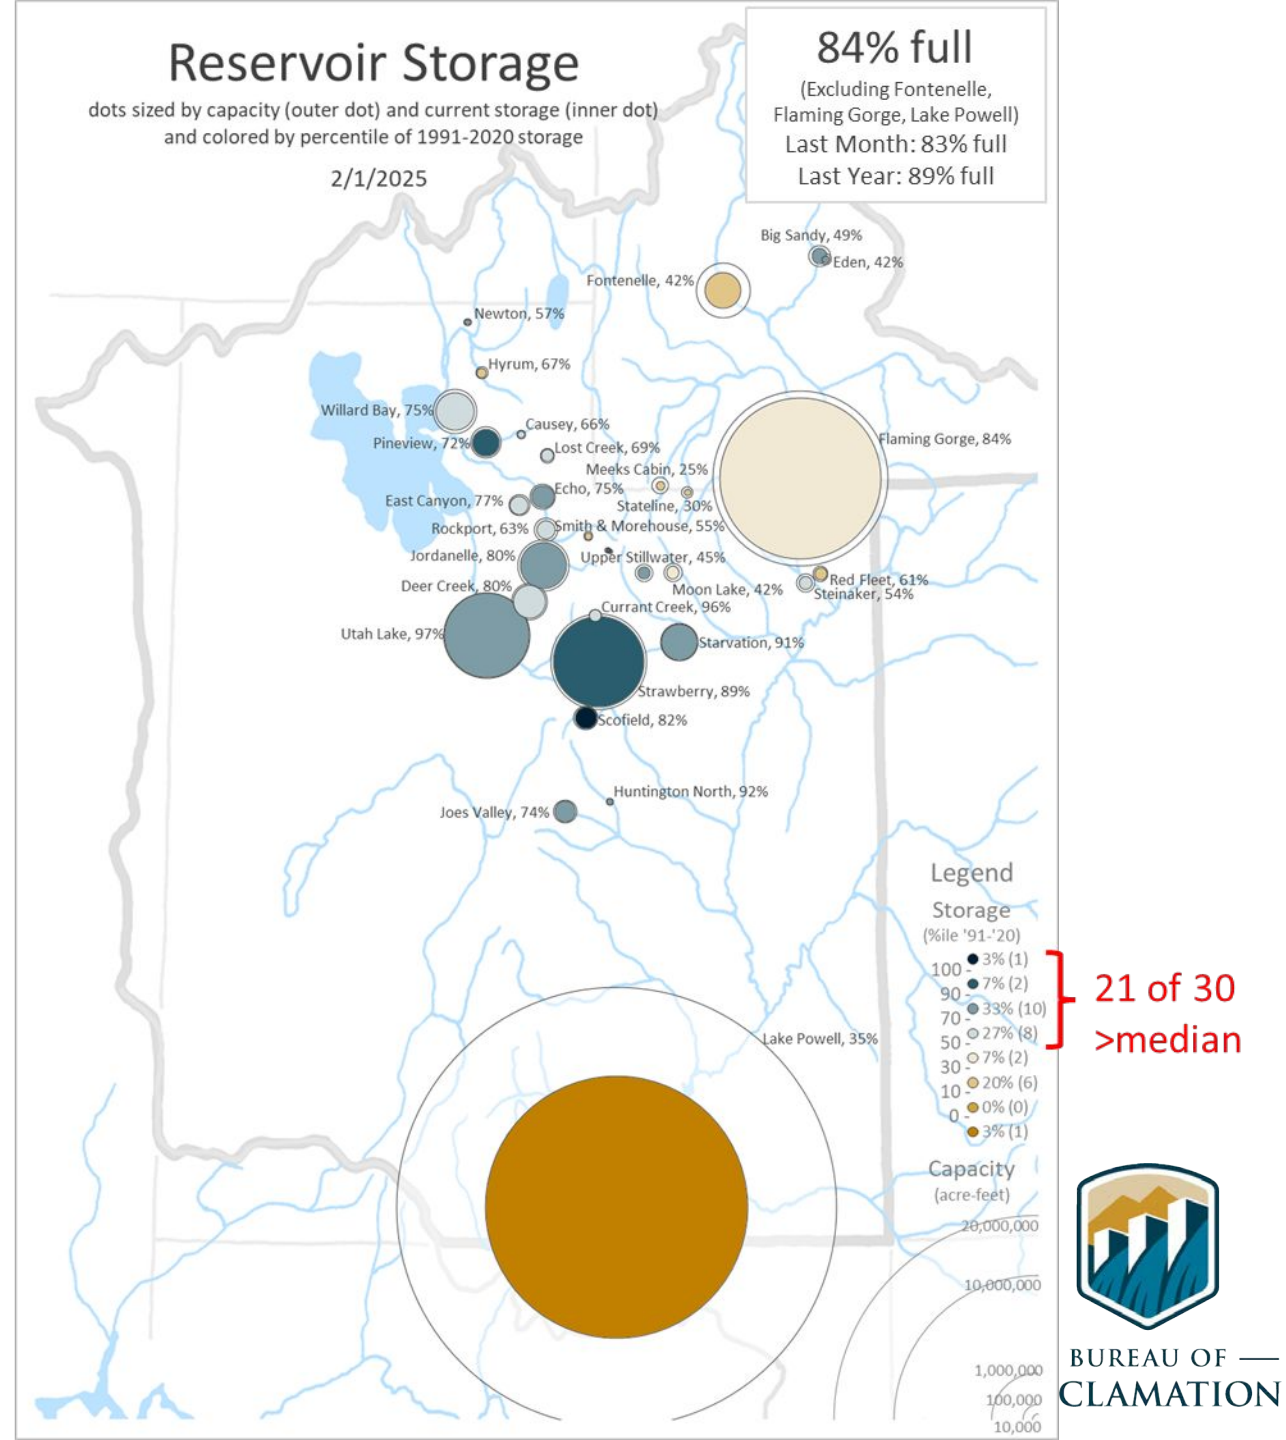 Reservoir Storage
dots sized by capacity (outer dot) and current storage (inner dot)
and colored by percentile of 1991-2020 storage
2/1/2025
84% full
(Excluding Fontenelle,
Flaming Gorge, Lake Powell)
Last Month: 83% full
Last Year: 89% full
Big Sandy, 49%
Eden, 42%
Fontenelle, 42%
Newton, 57%
Hyrum, 67%
Willard Bay, 75%
Causey, 66%
Pineview, 72%
Lost Creek, 69%
Flaming Gorge, 84%
Meeks Cabin, 25%
Echo, 75%
East Canyon, 77%
Stateline, 30%
Rockport, 63%
Smith & Morehouse, 55%
Jordanelle, 80%
Upper Stillwater, 45%
Deer Creek, 80%
Moon Lake, 42%
Red Fleet, 61%
Steinaker, 54%
Currant Creek, 96%
Utah Lake, 97%
Starvation, 91%
Strawberry, 89%
Scofield, 82%
Huntington North, 92%
Joes Valley, 74%
Lake Powell, 35%
Legend
Storage
(%ile '91-'20)
3% (1)
100 -
7% (2)
90 -
33% (10)
70 -
27% (8)
50 -
7% (2)
30 -
20% (6)
10 -
0% (0)
0 -
3% (1)
21 of 30
>median
Capacity
(acre-feet)
20,000,000
10,000,000
1,000,000
100,000
10,000
BUREAU OF
CLAMATION